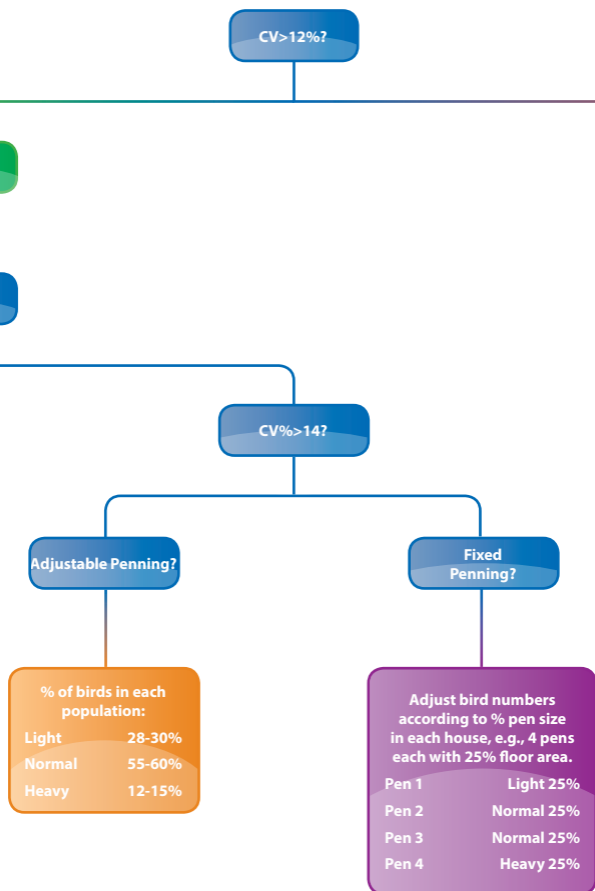 CV>12%?
CV%>14?
Adjustable Penning?
Fixed
Penning?
% of birds in each
population:
Light 28-30%
Normal 55-60%
Heavy 12-15%
Adjust bird numbers
according to % pen size
in each house, e.g., 4 pens
each with 25% floor area.
Pen 1 Light 25%
Pen 2 Normal 25%
Pen 3 Normal 25%
Pen 4 Heavy 25%